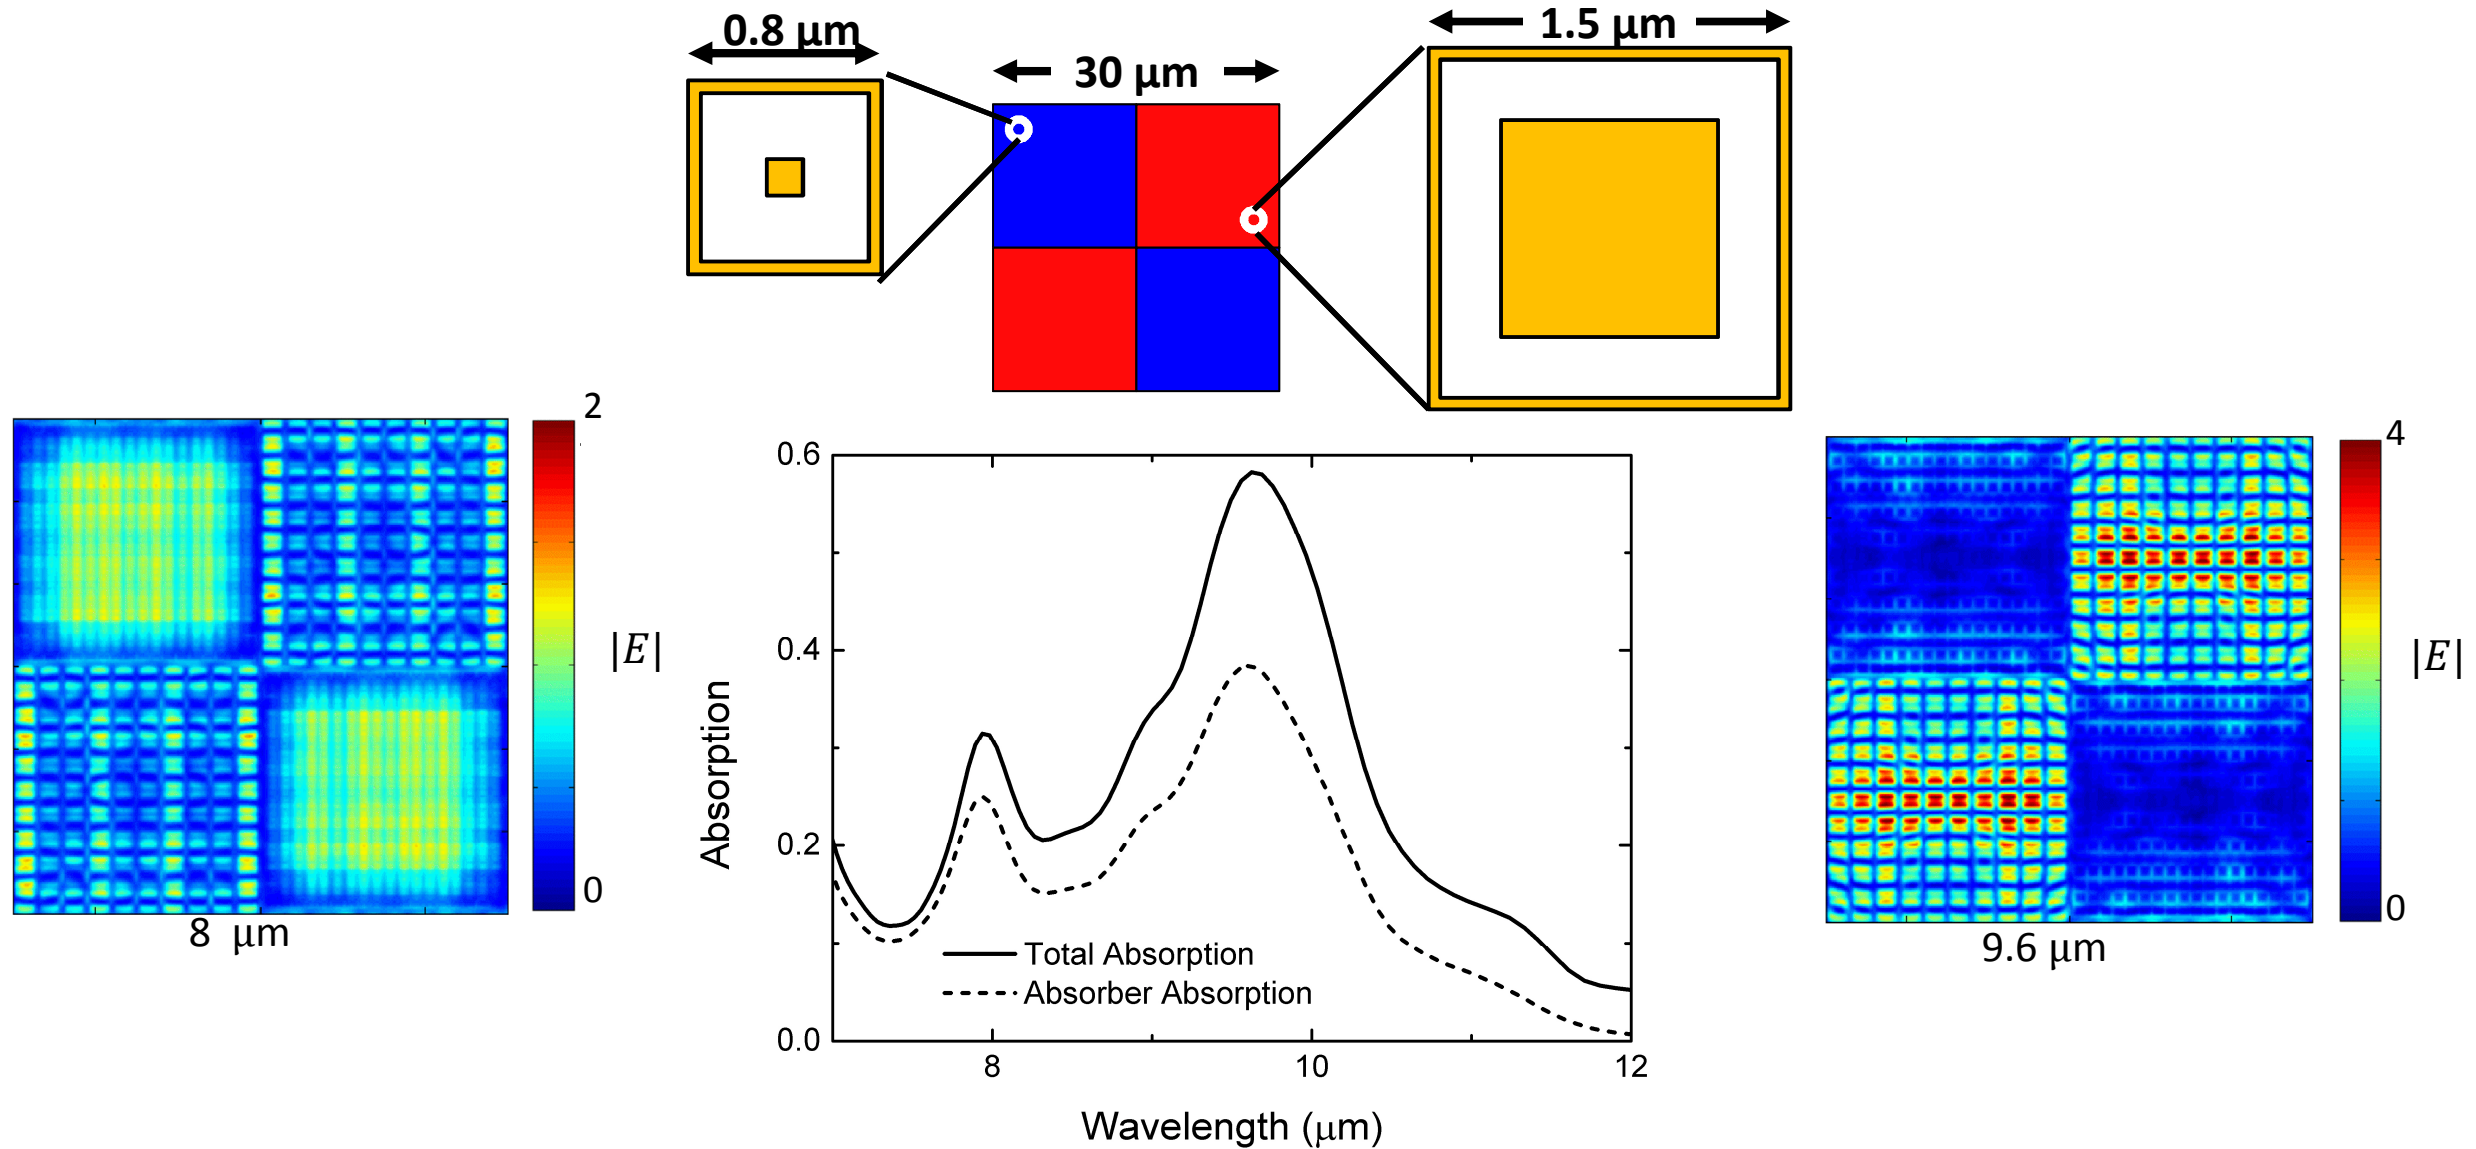 0.8 μm
30 μm
1.5 μm
2
|E|
0
8 μm
0.6
0.4
0.2
0.0
Absorption
Total Absorption
Absorber Absorption
8
10
12
Wavelength (μm)
4
|E|
0
9.6 μm